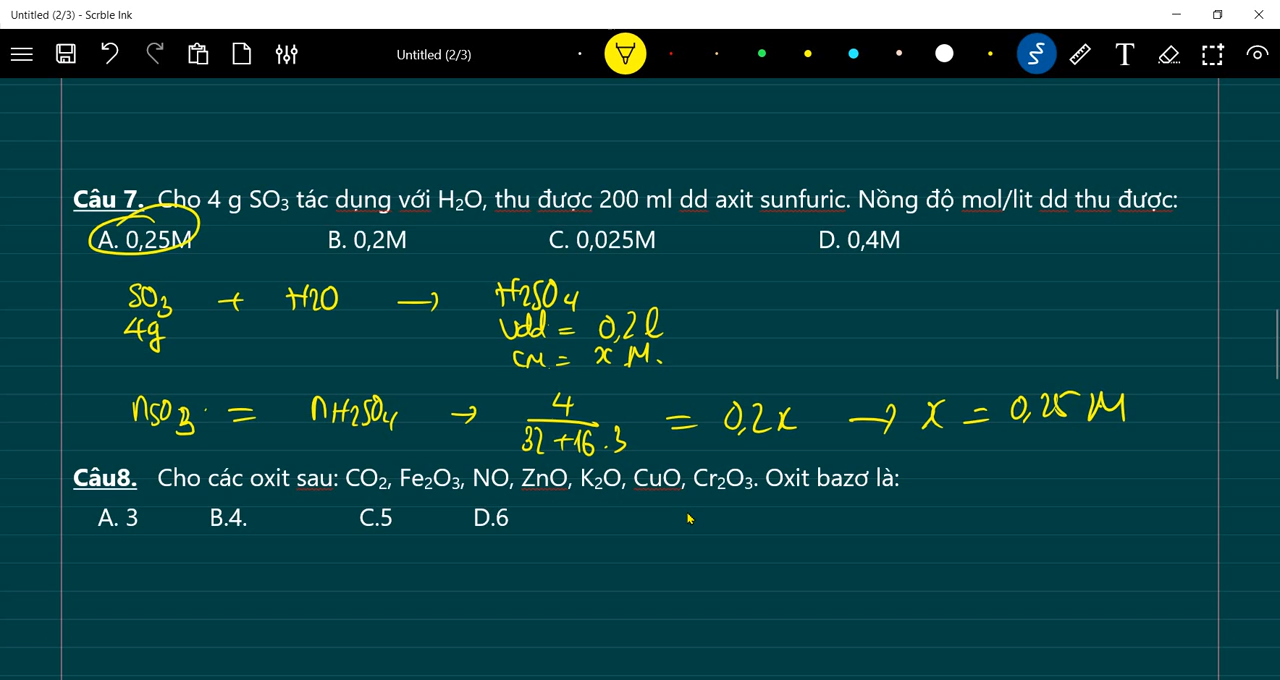 Untitled (2/3) - Scrble Ink
Untitled (2/3)
T
Câu 7. Cho 4 g SO₃ tác dụng với H₂O, thu được 200 ml dd axit sunfuric. Nồng độ mol/lit dd thu được:
A. 0,25M B. 0,2M C. 0,025M D. 0,4M
SO3 + H2O → H2SO4
4g Vdd = 0,2 l
CM = x M.
nSO3 = nH2SO4 → 4/(32+16.3) = 0,2x → x = 0,25 M
Câu8. Cho các oxit sau: CO₂, Fe₂O₃, NO, ZnO, K₂O, CuO, Cr₂O₃. Oxit bazơ là:
A. 3 B.4. C.5 D.6